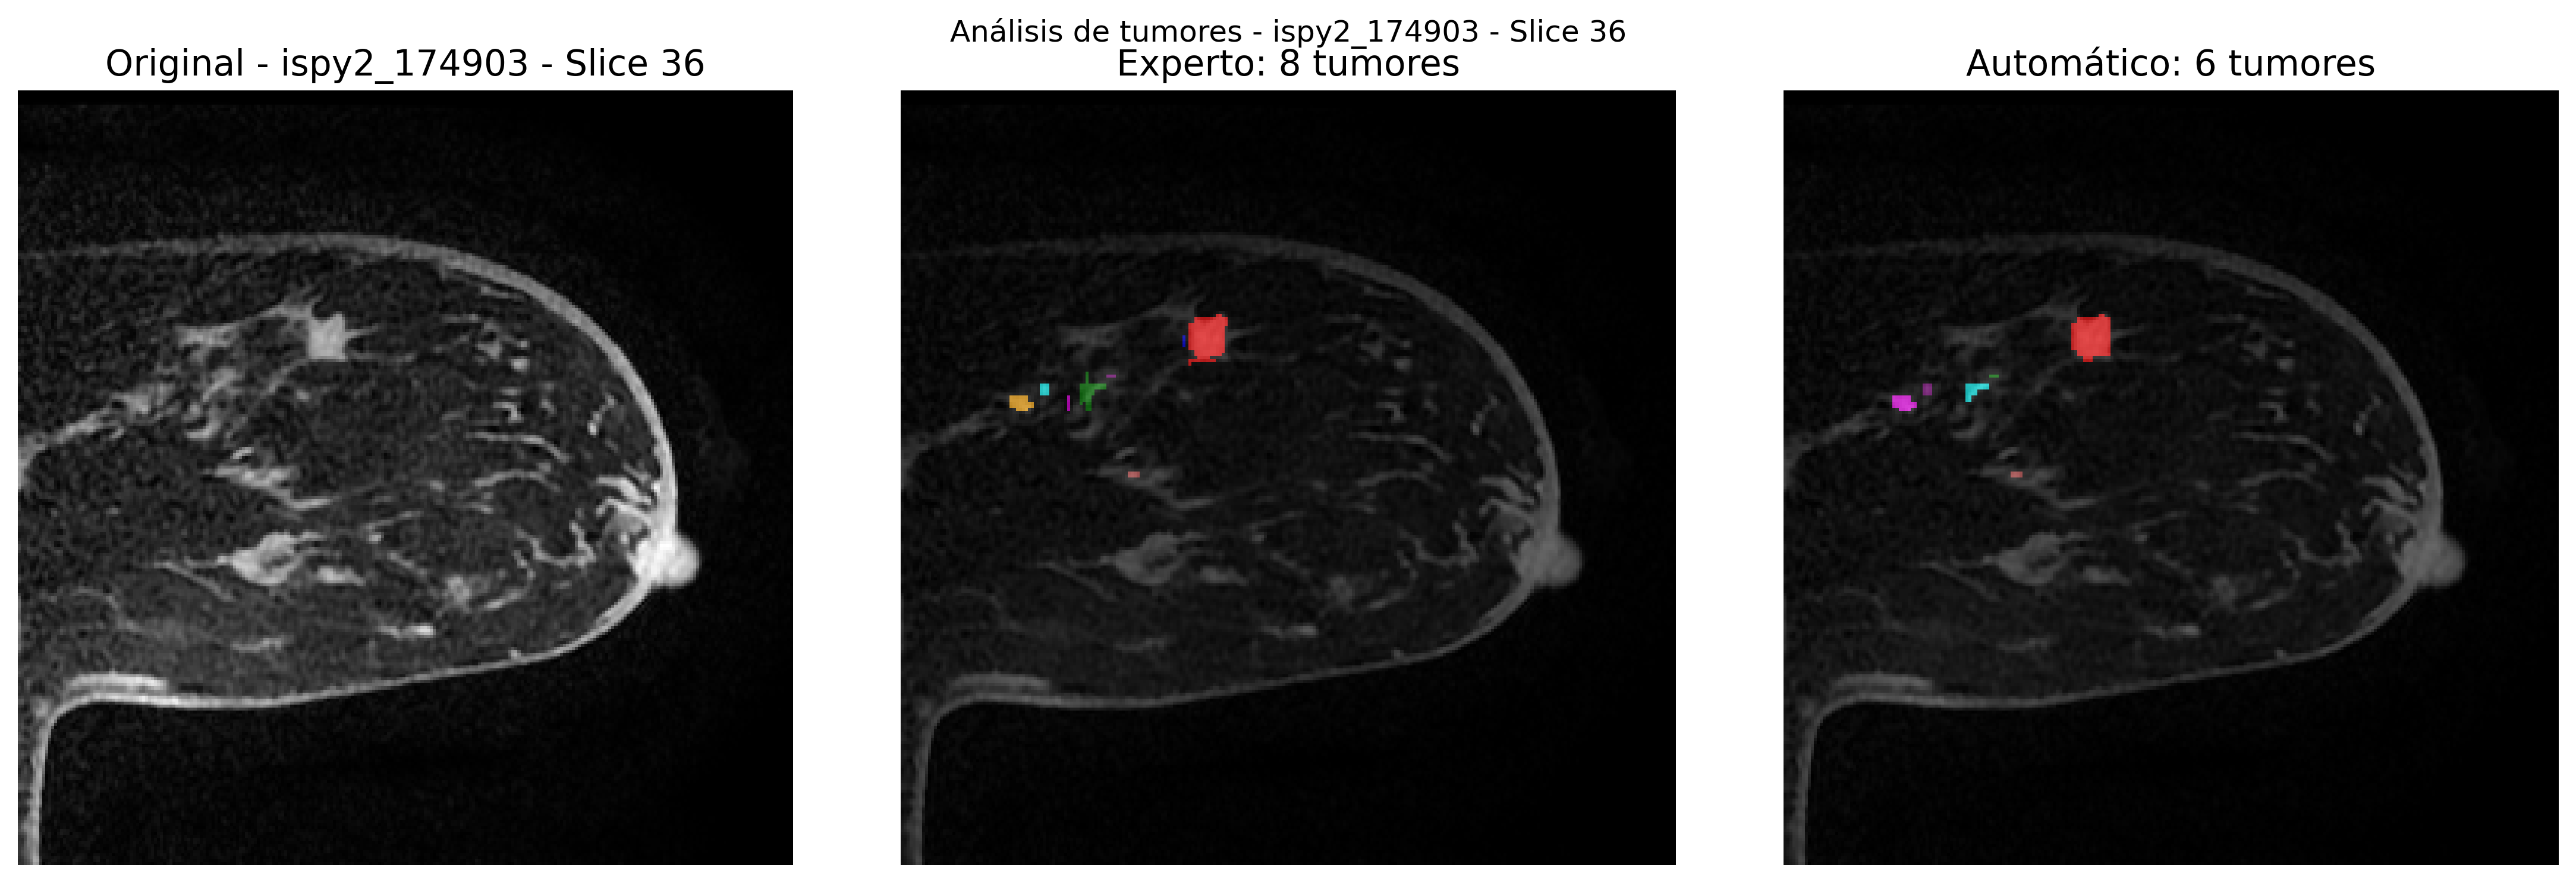 Análisis de tumores - ispy2_174903 - Slice 36
Original - ispy2_174903 - Slice 36
Experto: 8 tumores
Automático: 6 tumores